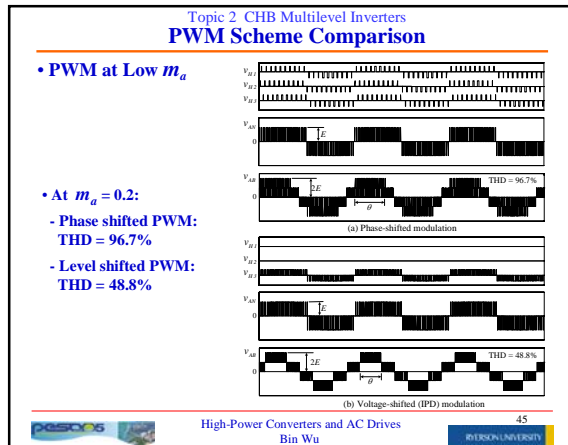 Topic 2 CHB Multilevel Inverters
PWM Scheme Comparison
• PWM at Low ma
• At ma = 0.2:
- Phase shifted PWM:
THD = 96.7%
- Level shifted PWM:
THD = 48.8%
vH1
vH2
vH3
vAN
E
0
vAB
THD = 96.7%
2E
0
θ
(a) Phase-shifted modulation
vH1
vH2
vH3
vAN
E
0
vAB
THD = 48.8%
2E
0
θ
(b) Voltage-shifted (IPD) modulation
High-Power Converters and AC Drives
Bin Wu
45
pesc05
RYERSON UNIVERSITY